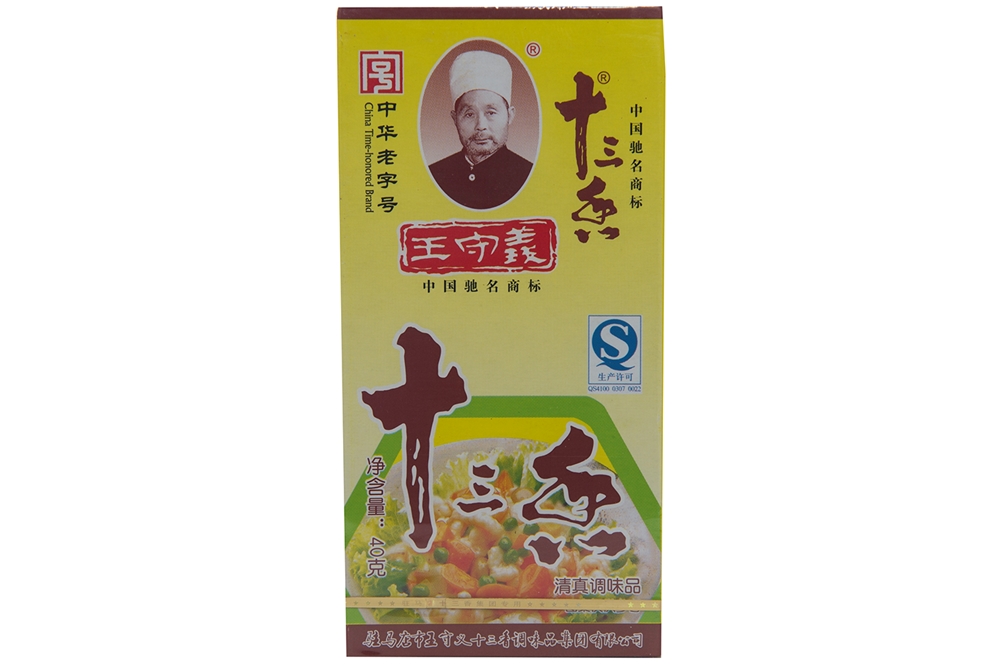 号
中华老字号
China Time-honored Brand
®
十三香
®
中国驰名商标
王守義
中国驰名商标
S
生产许可
QS4100 0307 0022
十三香
净含量：40克
清真调味品
驻马店市王守义十三香调味品集团有限公司